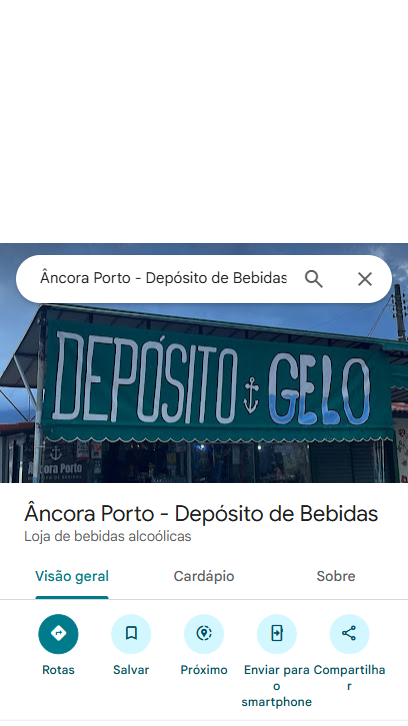 Âncora Porto - Depósito de Bebidas
DEPÓSITO GELO
Âncora Porto
Âncora Porto - Depósito de Bebidas
Loja de bebidas alcoólicas
Visão geral Cardápio Sobre
Rotas Salvar Próximo Enviar para Compartilha
o r
smartphone